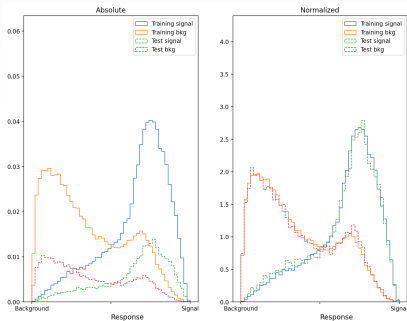 Absolute
Training signal
Training bkg
Test signal
Test bkg
0.06
0.05
0.04
0.03
0.02
0.01
0.00
Background
Signal
Response
Normalized
Training signal
Training bkg
Test signal
Test bkg
4.0
3.5
3.0
2.5
2.0
1.5
1.0
0.5
0.0
Background
Signal
Response